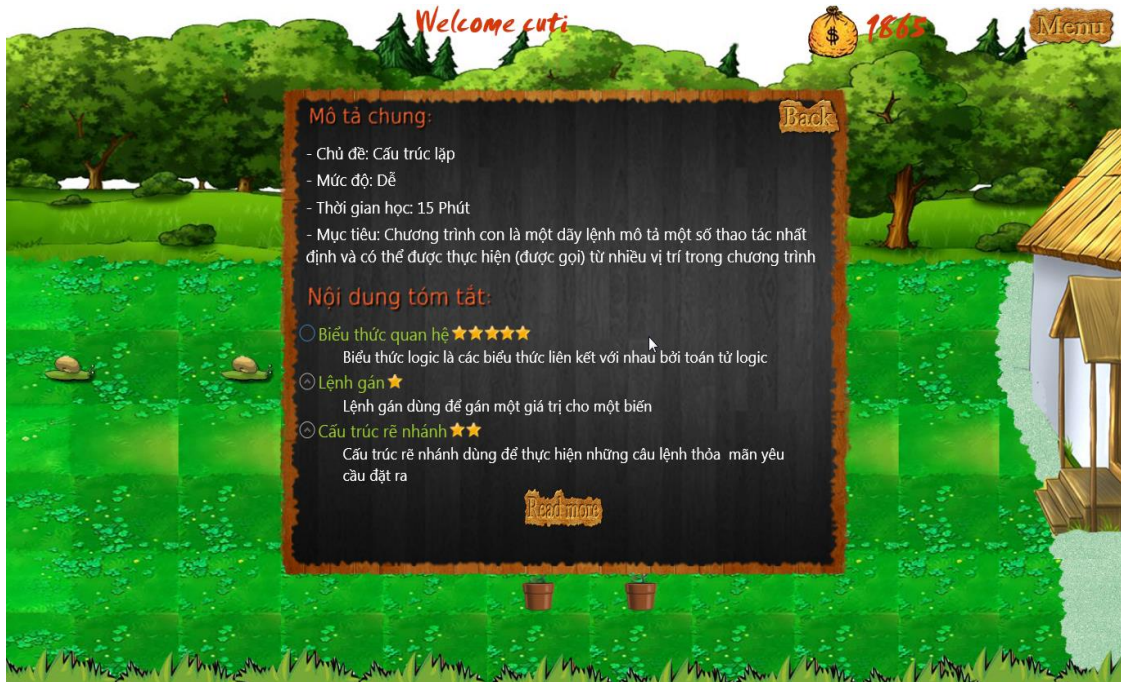 Welcome cuti
1865
Menu
Mô tả chung:
Back
- Chủ đề: Cấu trúc lặp
- Mức độ: Dễ
- Thời gian học: 15 Phút
- Mục tiêu: Chương trình con là một dãy lệnh mô tả một số thao tác nhất
định và có thể được thực hiện (được gọi) từ nhiều vị trí trong chương trình
Nội dung tóm tắt:
Biểu thức quan hệ
Biểu thức logic là các biểu thức liên kết với nhau bởi toán tử logic
Lệnh gán
Lệnh gán dùng để gán một giá trị cho một biến
Cấu trúc rẽ nhánh
Cấu trúc rẽ nhánh dùng để thực hiện những câu lệnh thỏa mãn yêu
cầu đặt ra
Read more